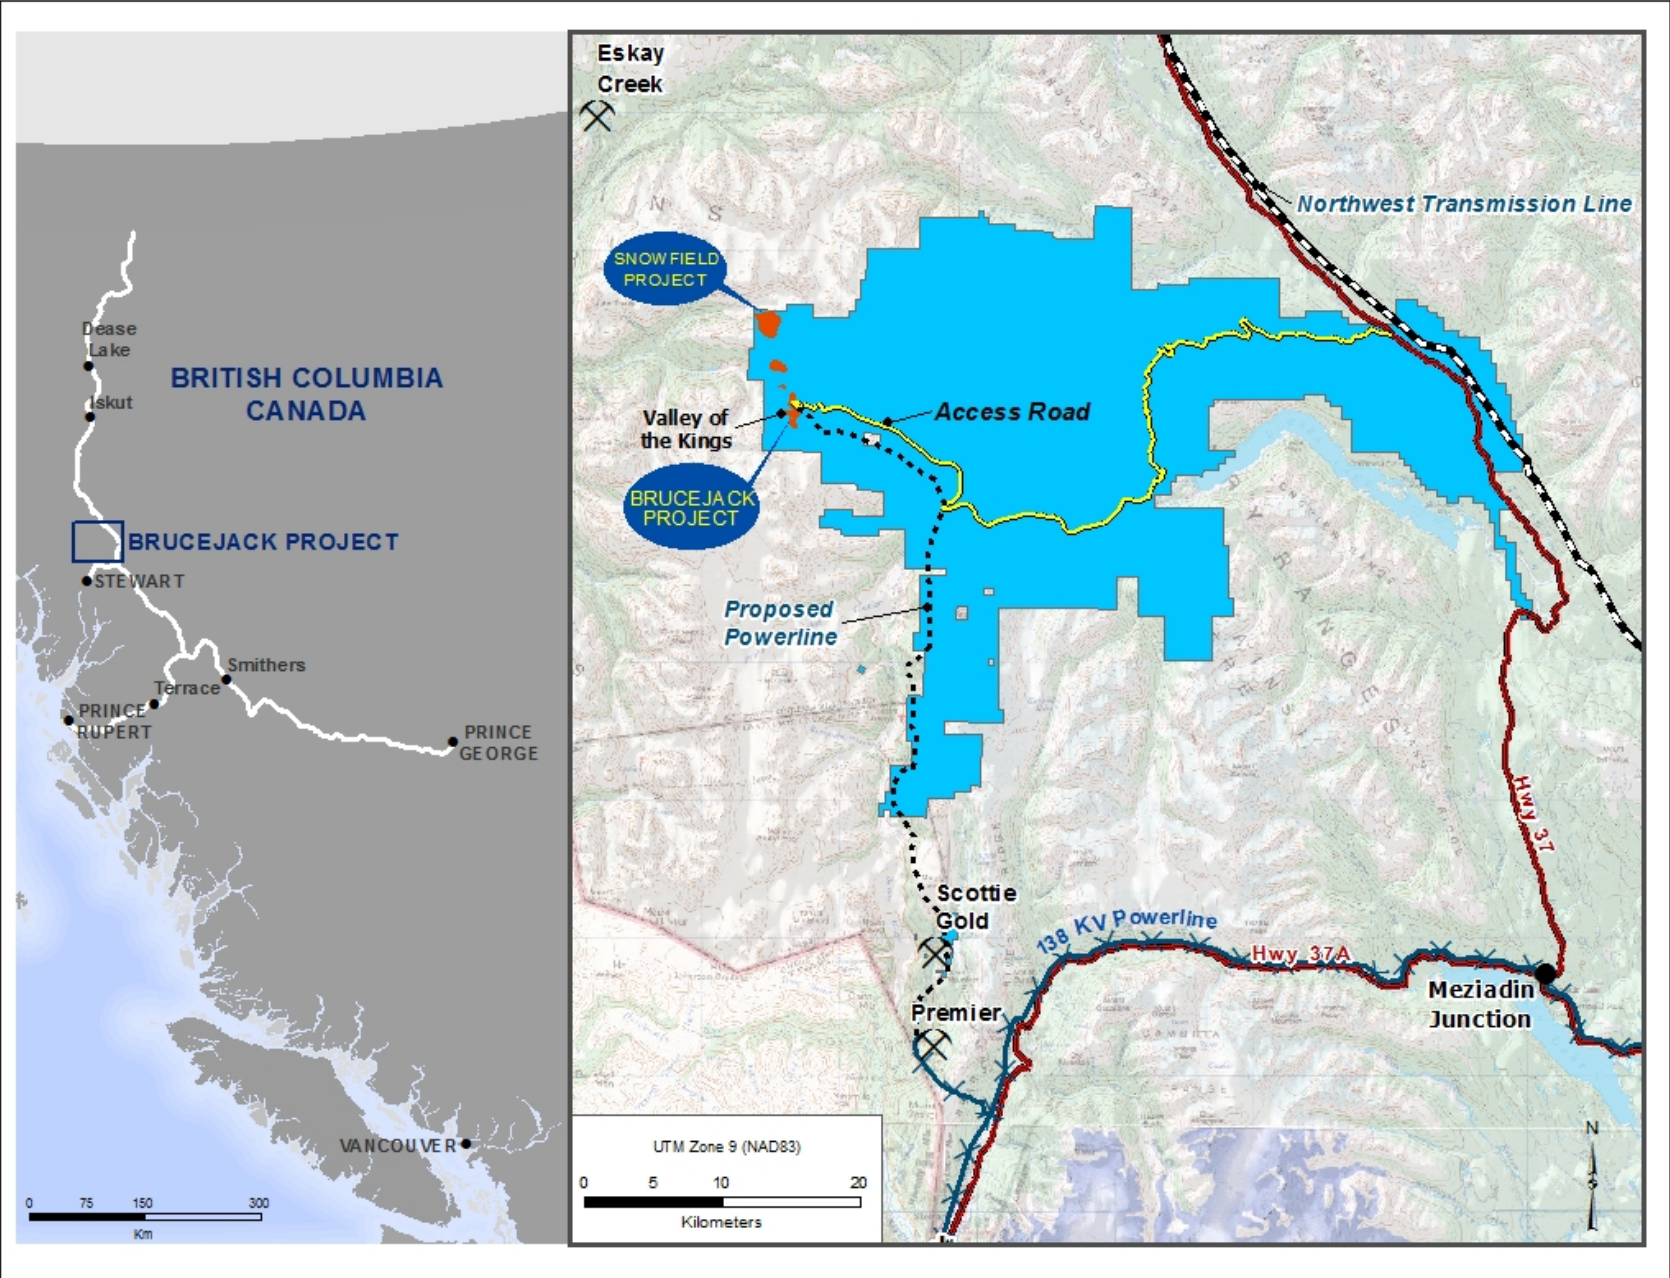 Dease
Lake
Iskut
BRITISH COLUMBIA
CANADA
BRUCEJACK PROJECT
STEWART
Smithers
Terrace
PRINCE
RUPERT
PRINCE
GEORGE
VANCOUVER
0 75 150 300
Km
Eskay
Creek
Northwest Transmission Line
N S
SNOWFIELD
PROJECT
Valley of
the Kings
Access Road
BRUCEJACK
PROJECT
Proposed
Powerline
Hwy 37
Scottie
Gold
138 KV Powerline
Hwy 37A
Meziadin
Junction
Premier
UTM Zone 9 (NAD83)
0 5 10 20
Kilometers
N